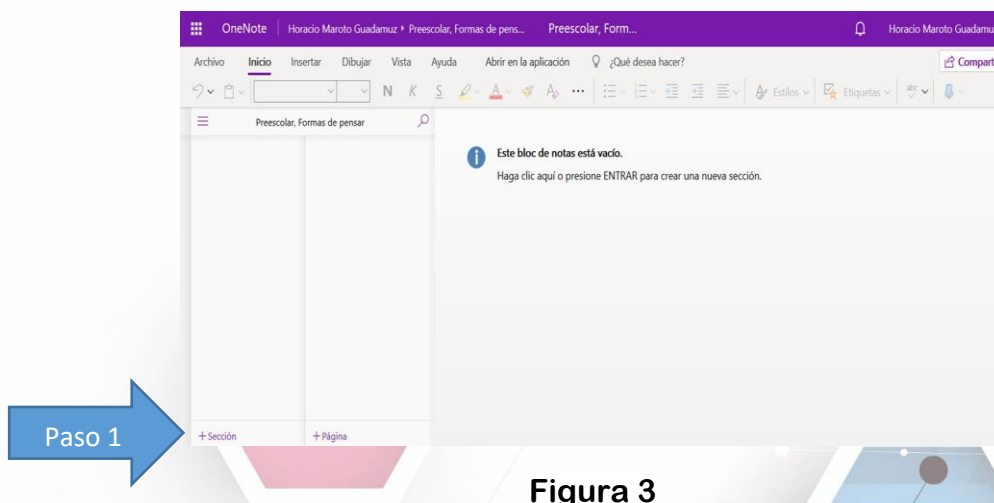 OneNote Horacio Maroto Guadamuz ▸ Preescolar, Formas de pens... Preescolar, Form... Horacio Maroto Guadamu
Archivo Inicio Insertar Dibujar Vista Ayuda Abrir en la aplicación ¿Qué desea hacer? Compart
N K S A A Estilos Etiquetas abc
Preescolar, Formas de pensar
Este bloc de notas está vacío.
Haga clic aquí o presione ENTRAR para crear una nueva sección.
Paso 1
+ Sección + Página
Figura 3